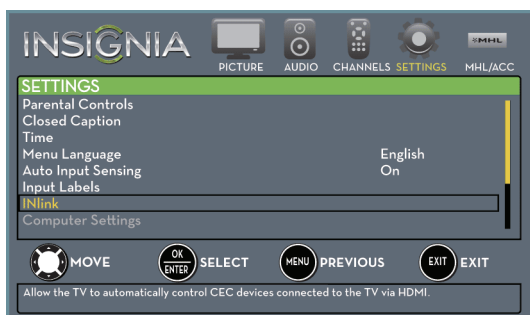 INSIGNIA
PICTURE AUDIO CHANNELS SETTINGS MHL MHL/ACC
SETTINGS
Parental Controls
Closed Caption
Time
Menu Language English
Auto Input Sensing On
Input Labels
INlink
Computer Settings
MOVE OK ENTER SELECT MENU PREVIOUS EXIT EXIT
Allow the TV to automatically control CEC devices connected to the TV via HDMI.